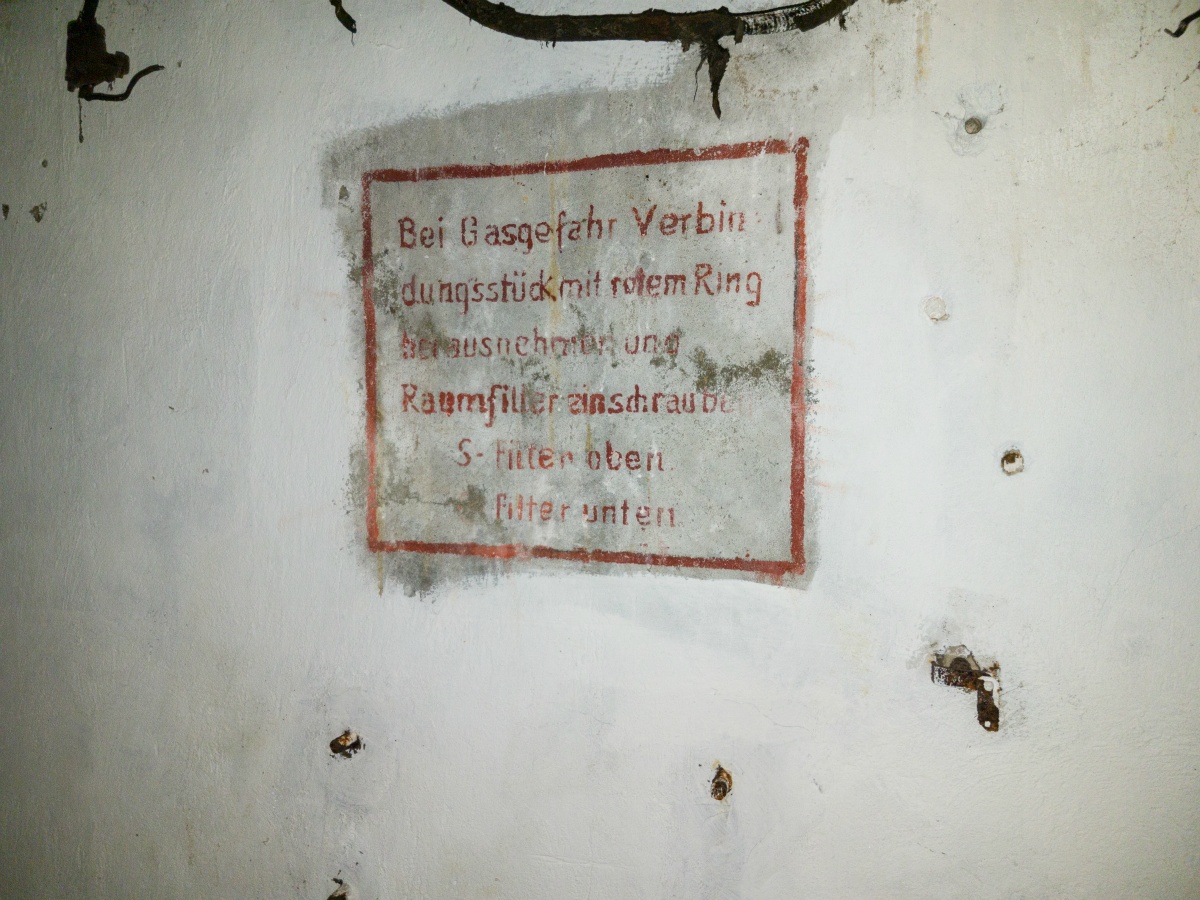 Bei Gasgefahr Verbin-
dungsstück mit rotem Ring
herausnehmen und
Raumfilter einschrauben
S-Filter oben
Filter unten